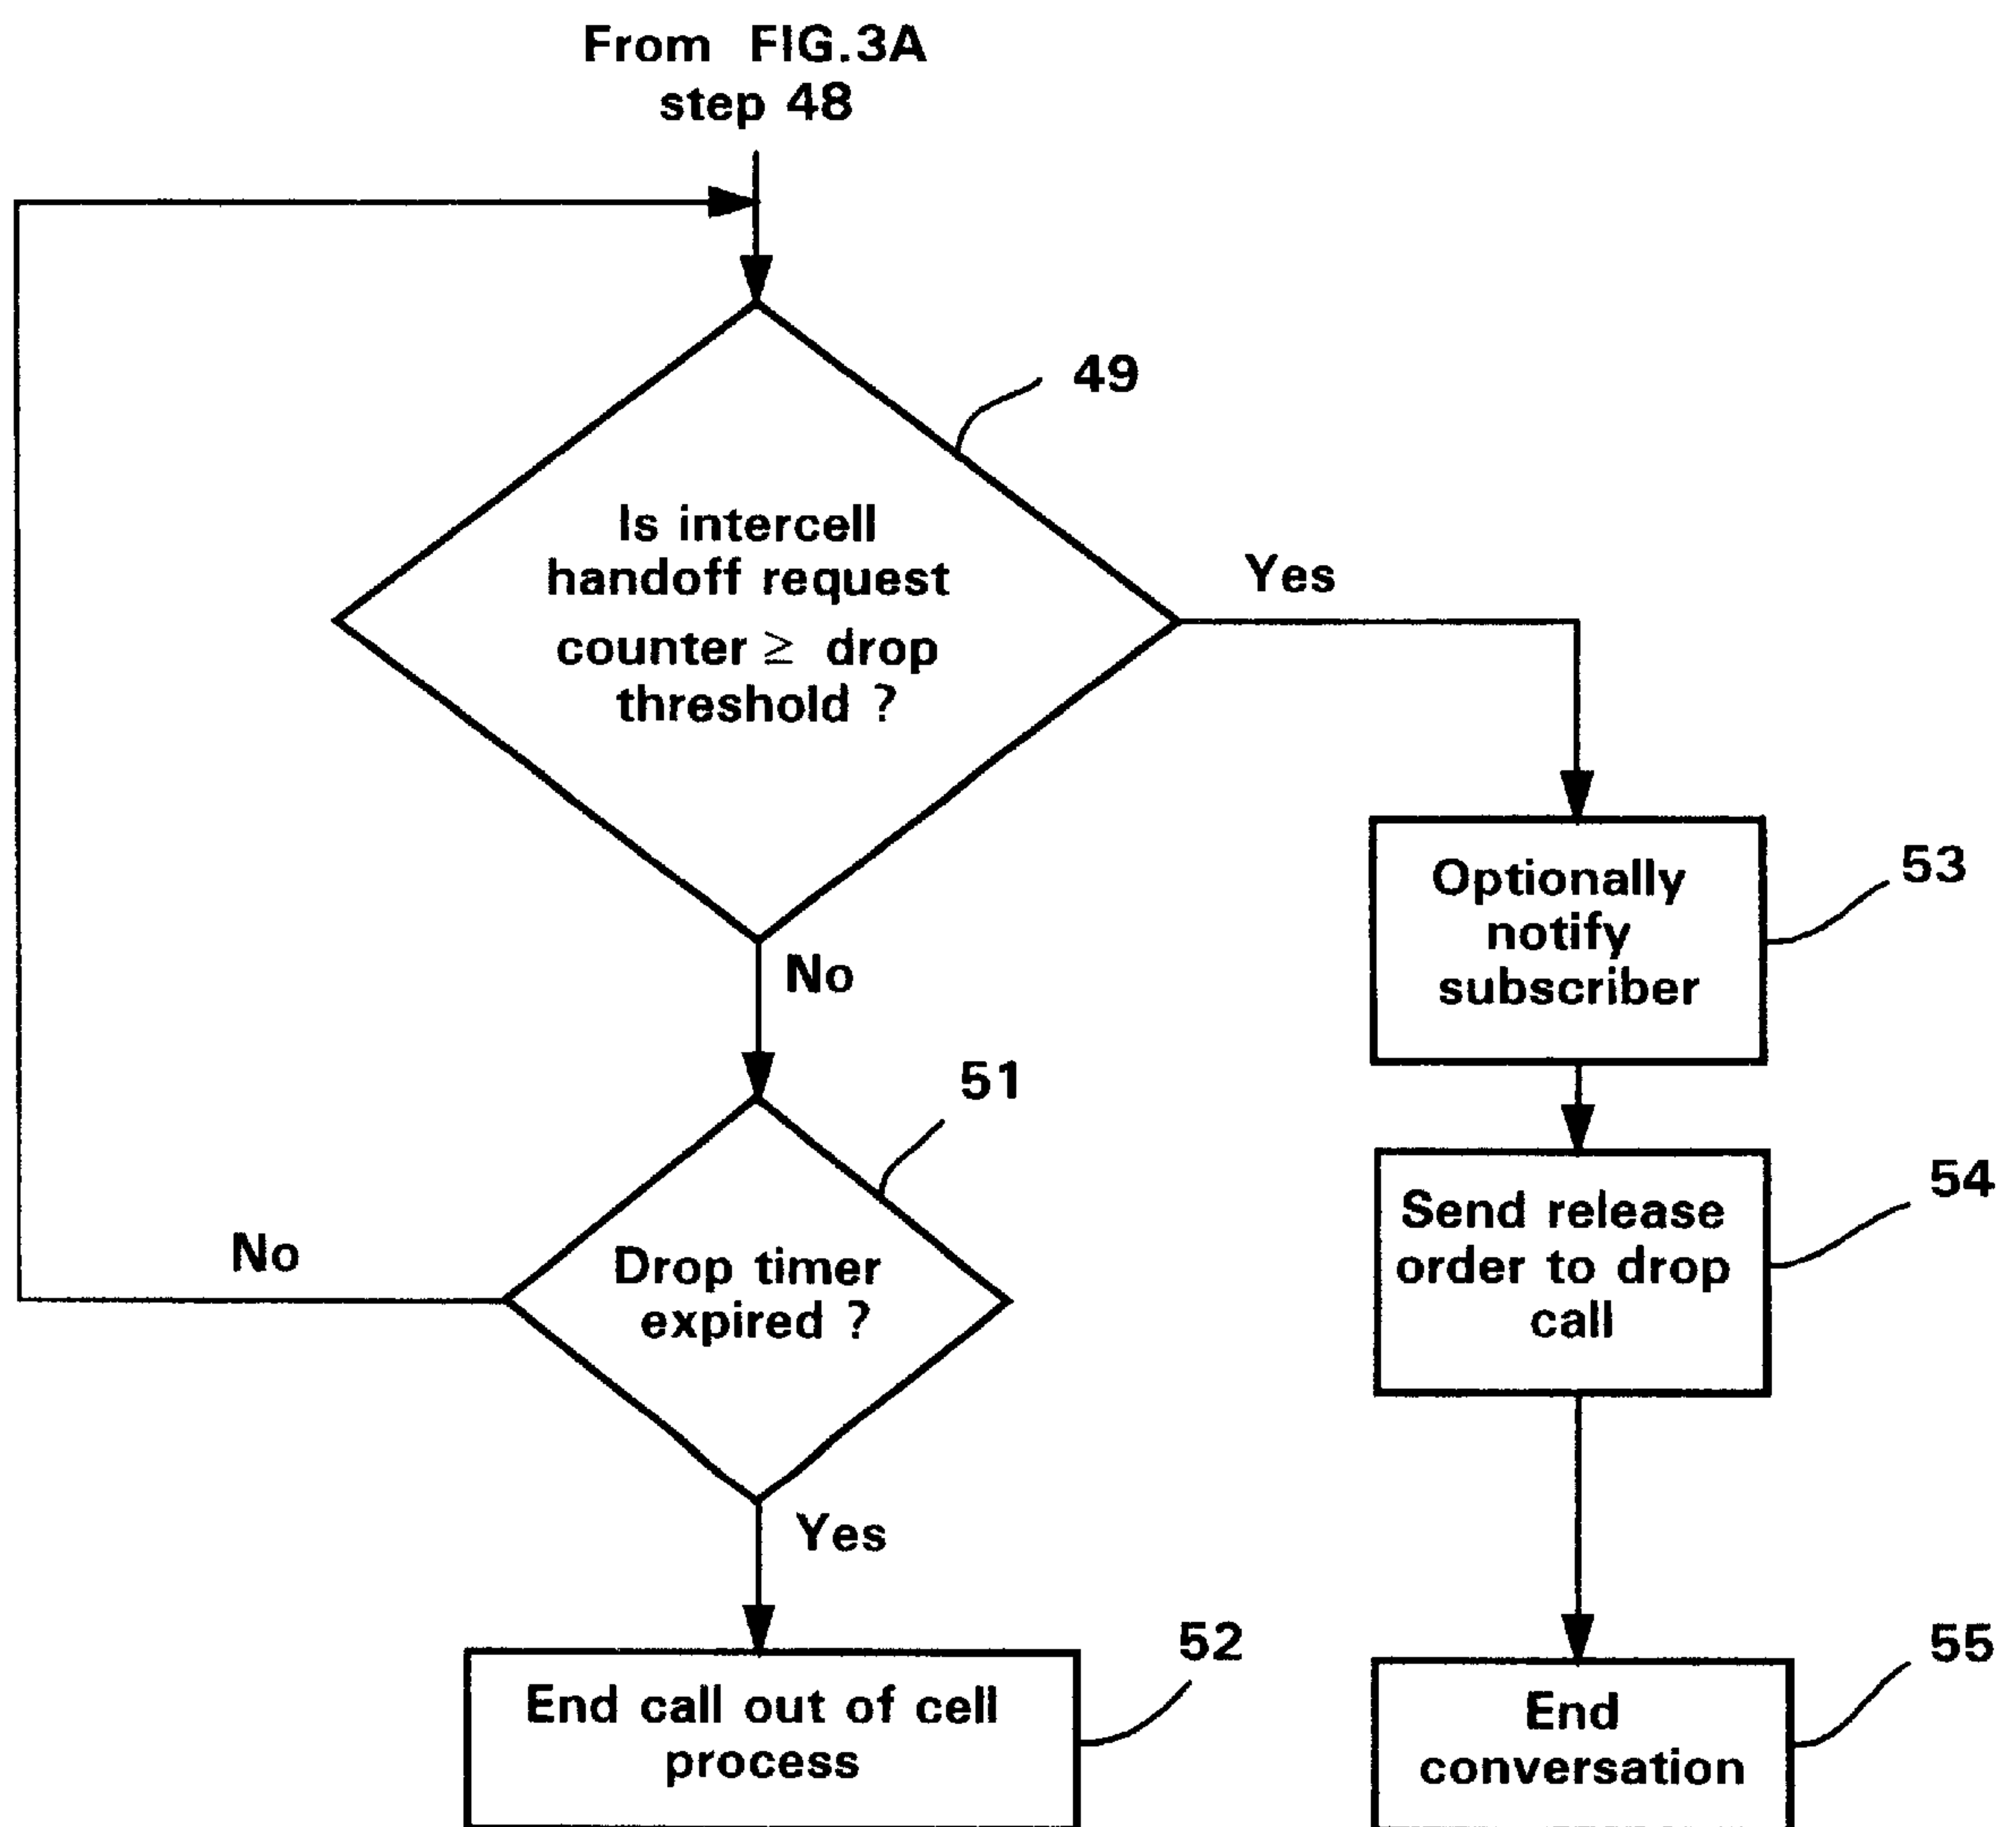 From FIG.3A
step 48
49
Is intercell
handoff request
counter ≥ drop
threshold ?
Yes
No
53
Optionally
notify
subscriber
51
Drop timer
expired ?
No
Yes
54
Send release
order to drop
call
52
End call out of cell
process
55
End
conversation